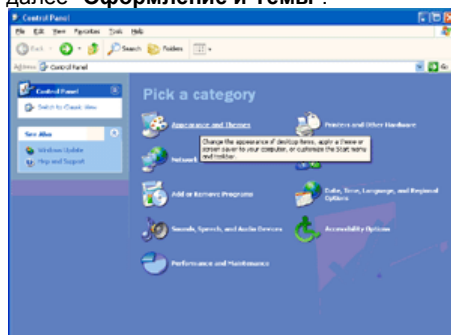 далее "Оформление и Темы".
Control Panel
File Edit View Favorites Tools Help
Back Search Folders
Address Control Panel Go
Control Panel
Switch to Classic View
See Also
Windows Update
Help and Support
Pick a category
Appearance and Themes
Printers and Other Hardware
Change the appearance of desktop items, apply a theme or
screen saver to your computer, or customize the Start menu
and taskbar.
Network
Add or Remove Programs
Date, Time, Language, and Regional
Options
Sounds, Speech, and Audio Devices
Accessibility Options
Performance and Maintenance